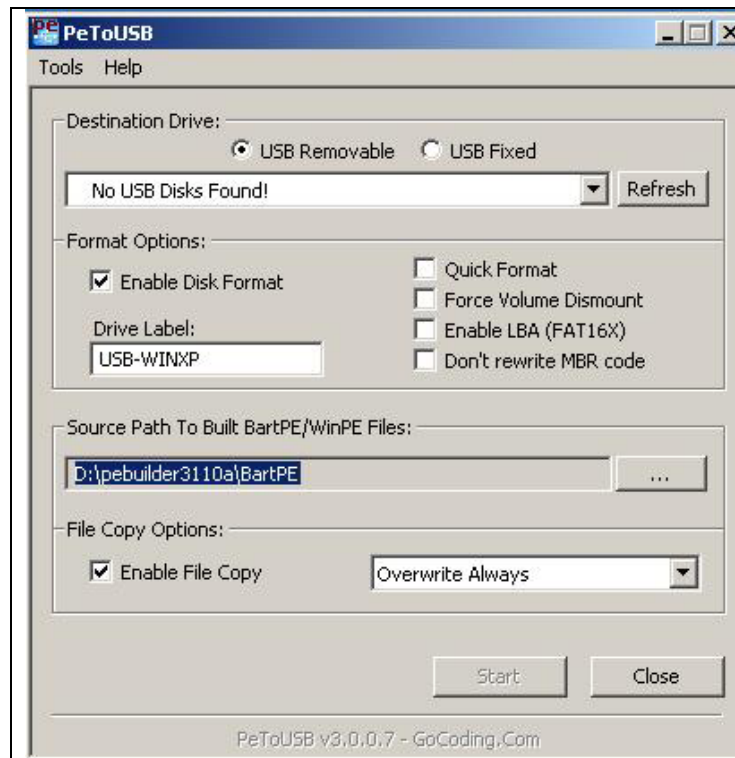 PeToUSB
Tools Help
Destination Drive:
USB Removable USB Fixed
No USB Disks Found! Refresh
Format Options:
Enable Disk Format
Quick Format
Force Volume Dismount
Drive Label:
Enable LBA (FAT16X)
USB-WINXP
Don't rewrite MBR code
Source Path To Built BartPE/WinPE Files:
D:\pebuilder3110a\BartPE ...
File Copy Options:
Enable File Copy Overwrite Always
Start Close
PeToUSB v3.0.0.7 - GoCoding.Com